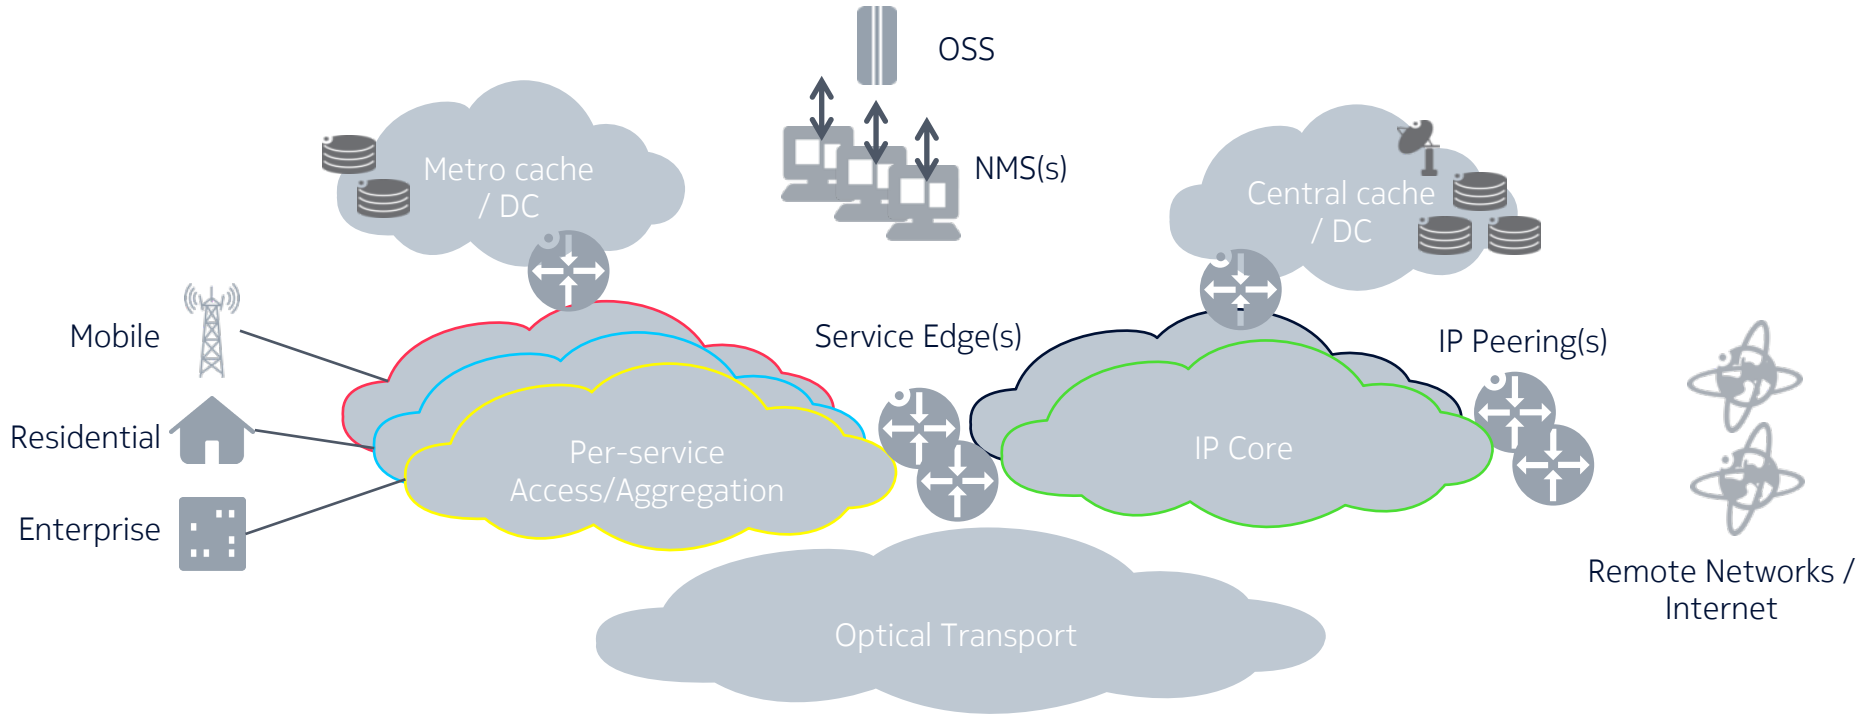 OSS
Metro cache
/ DC
NMS(s)
Central cache
/ DC
Mobile
Service Edge(s)
IP Peering(s)
Residential
Per-service
Access/Aggregation
IP Core
Enterprise
Remote Networks /
Internet
Optical Transport